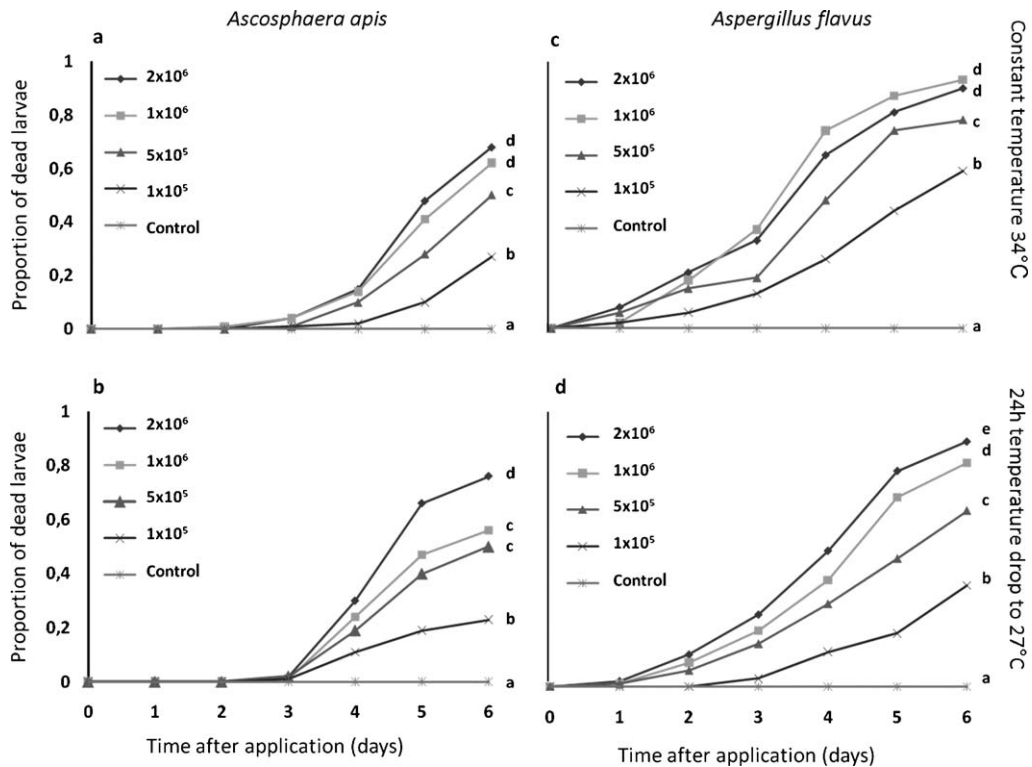 Ascosphaera apis
Aspergillus flavus
a
1
0,8
0,6
0,4
0,2
0
Proportion of dead larvae
2x10⁶
1x10⁶
5x10⁵
1x10⁵
Control
d
d
c
b
a
c
2x10⁶
1x10⁶
5x10⁵
1x10⁵
Control
d
d
c
b
a
Constant temperature 34°C
b
1
0,8
0,6
0,4
0,2
0
Proportion of dead larvae
2x10⁶
1x10⁶
5x10⁵
1x10⁵
Control
d
c
c
b
a
0 1 2 3 4 5 6
Time after application (days)
d
2x10⁶
1x10⁶
5x10⁵
1x10⁵
Control
e
d
c
b
a
0 1 2 3 4 5 6
Time after application (days)
24h temperature drop to 27°C